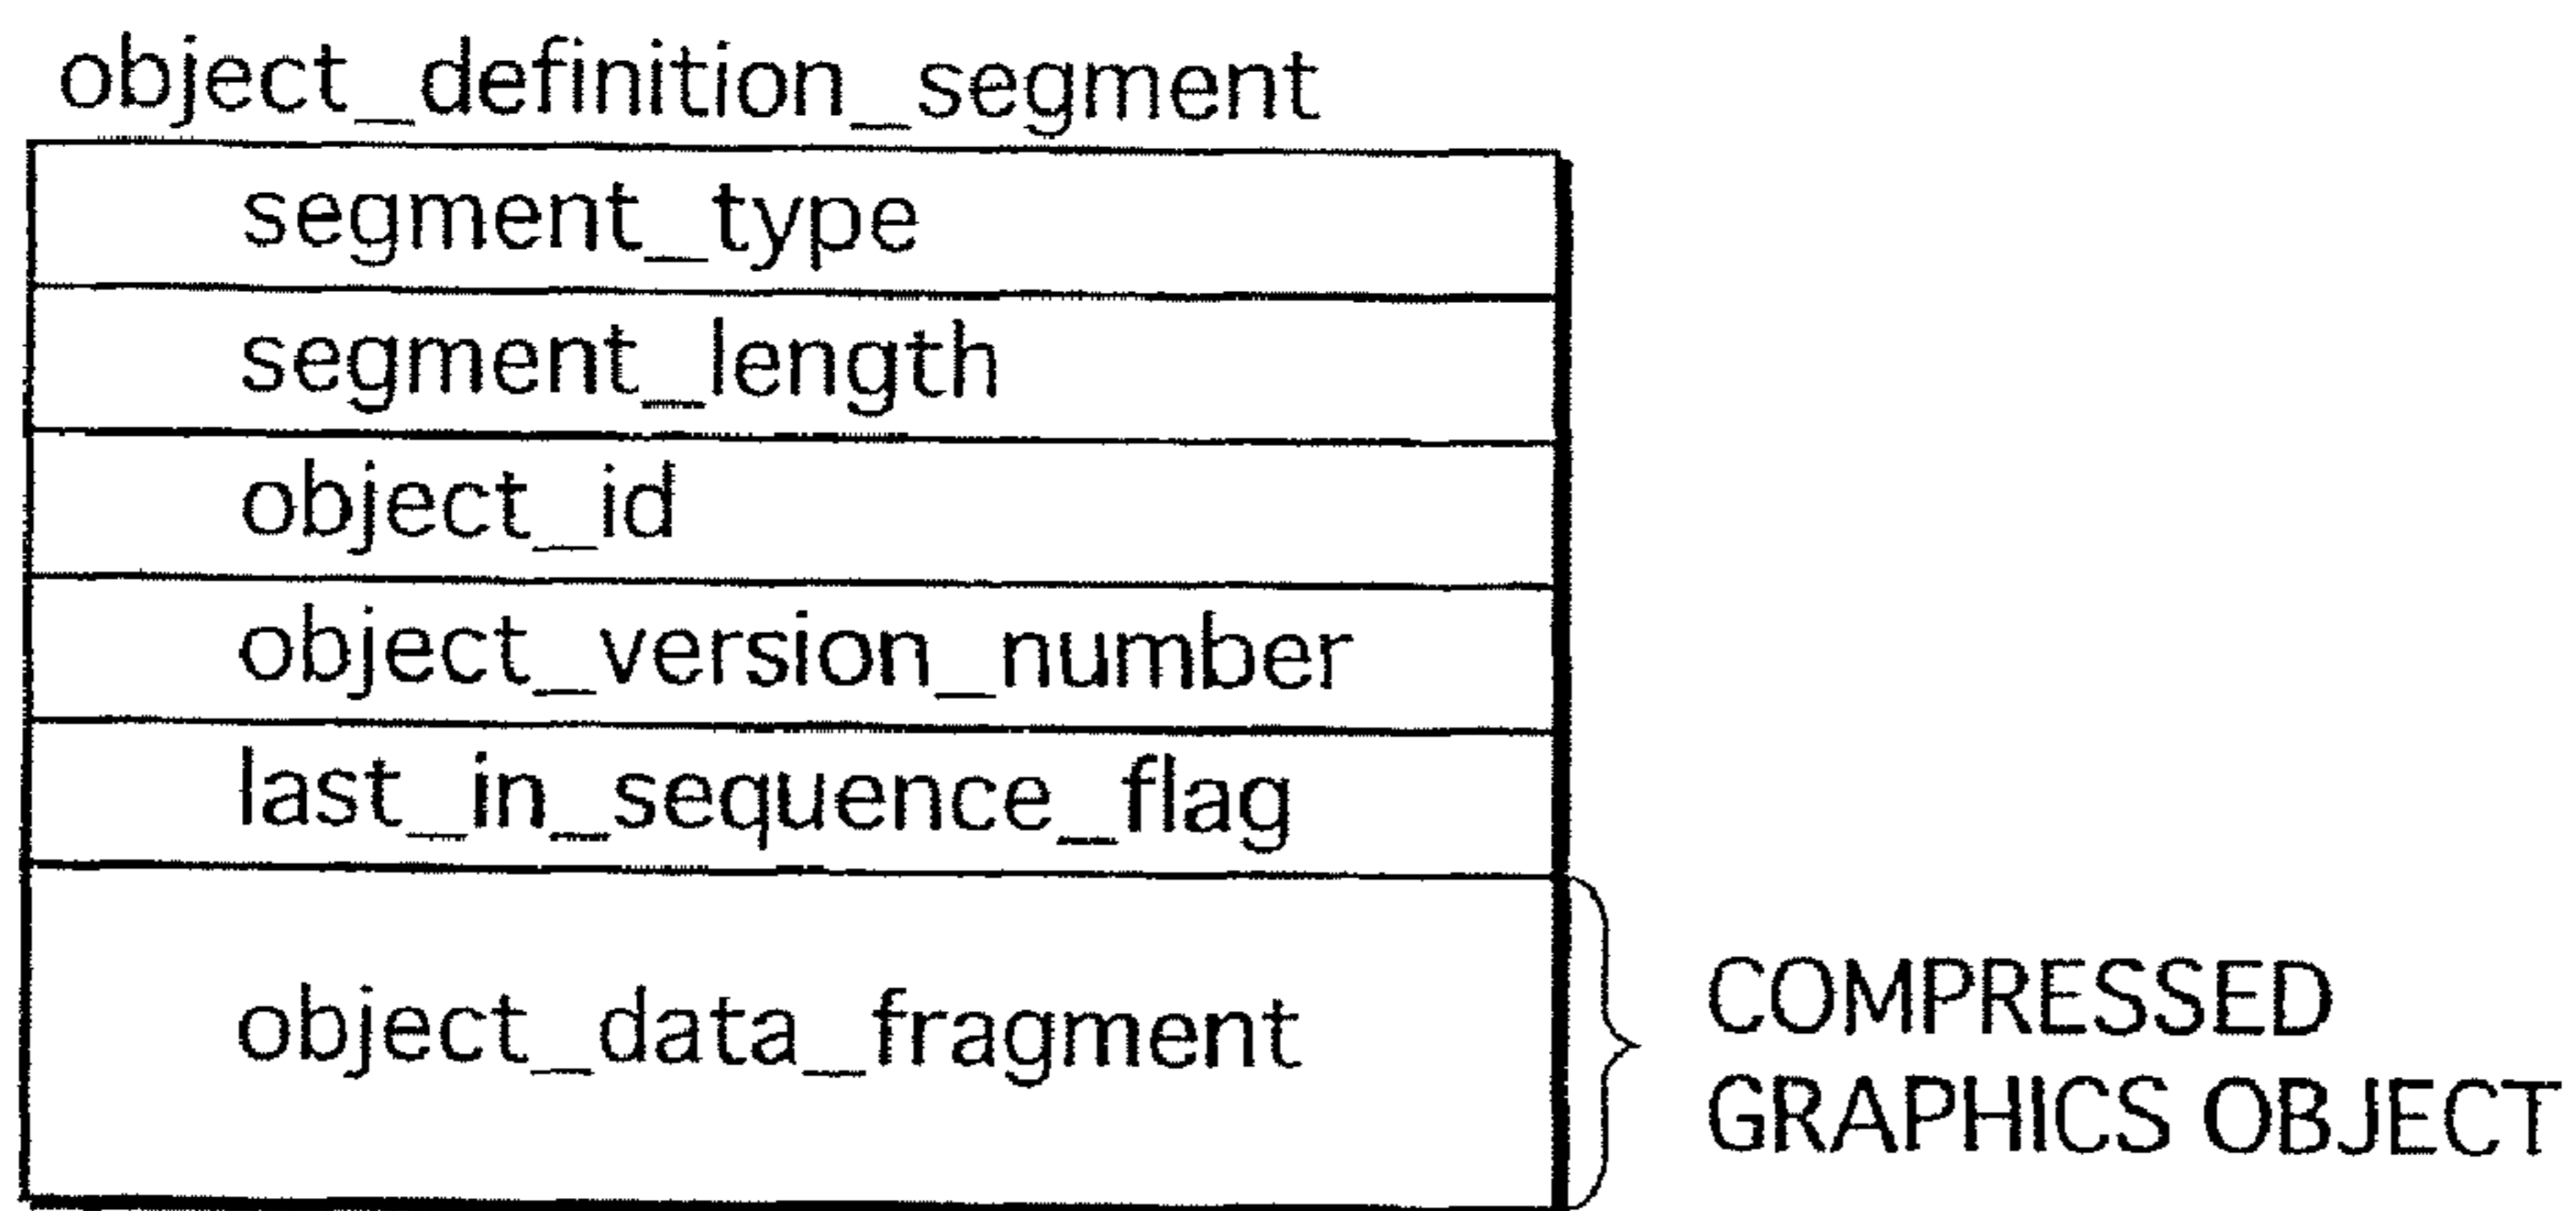 object_definition_segment
segment_type
segment_length
object_id
object_version_number
last_in_sequence_flag
object_data_fragment
COMPRESSED
GRAPHICS OBJECT